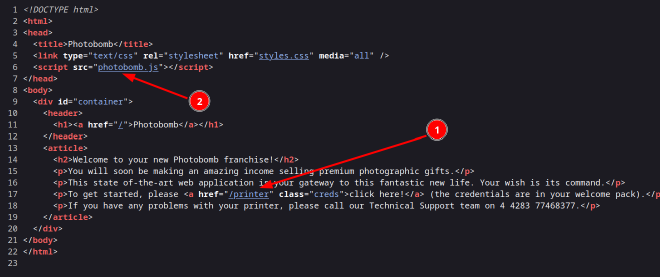 1 <!DOCTYPE html>
2 <html>
3 <head>
4 <title>Photobomb</title>
5 <link type="text/css" rel="stylesheet" href="styles.css" media="all" />
6 <script src="photobomb.js"></script>
7 </head>
8 <body>
9 <div id="container">
2
10 <header>
11 <h1><a href="/">Photobomb</a></h1>
1
12 </header>
13 <article>
14 <h2>Welcome to your new Photobomb franchise!</h2>
15 <p>You will soon be making an amazing income selling premium photographic gifts.</p>
16 <p>This state of-the-art web application is your gateway to this fantastic new life. Your wish is its command.</p>
17 <p>To get started, please <a href="/printer" class="creds">click here!</a> (the credentials are in your welcome pack).</p>
18 <p>If you have any problems with your printer, please call our Technical Support team on 4 4283 77468377.</p>
19 </article>
20 </div>
21 </body>
22 </html>
23